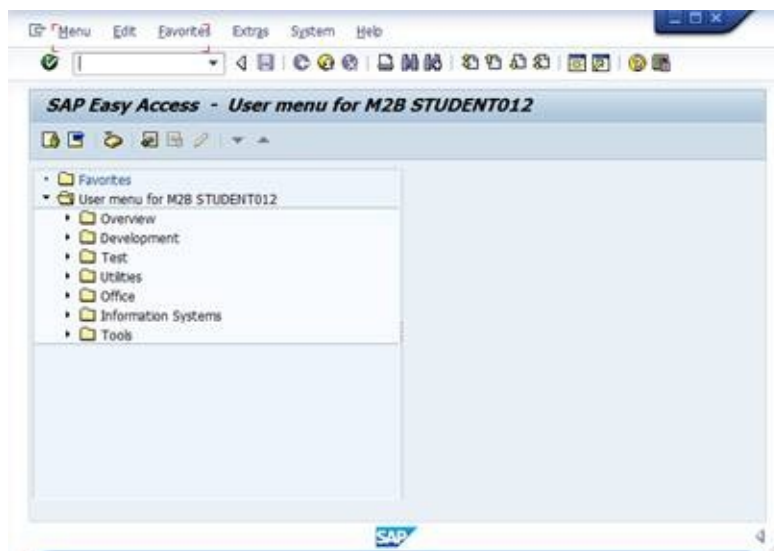 Menu Edit Favorites Extras System Help
SAP Easy Access - User menu for M2B STUDENT012
Favorites
User menu for M2B STUDENT012
Overview
Development
Test
Utilities
Office
Information Systems
Tools
SAP